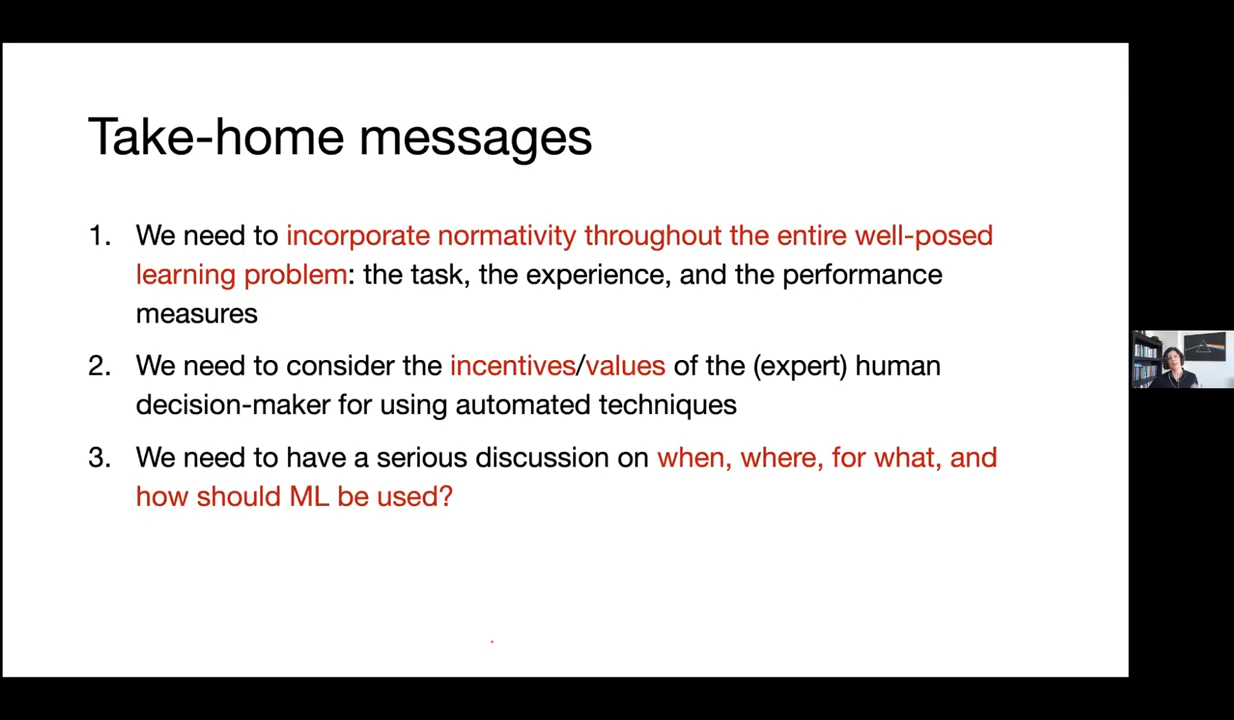 Take-home messages
1. We need to incorporate normativity throughout the entire well-posed
learning problem: the task, the experience, and the performance
measures
2. We need to consider the incentives/values of the (expert) human
decision-maker for using automated techniques
3. We need to have a serious discussion on when, where, for what, and
how should ML be used?